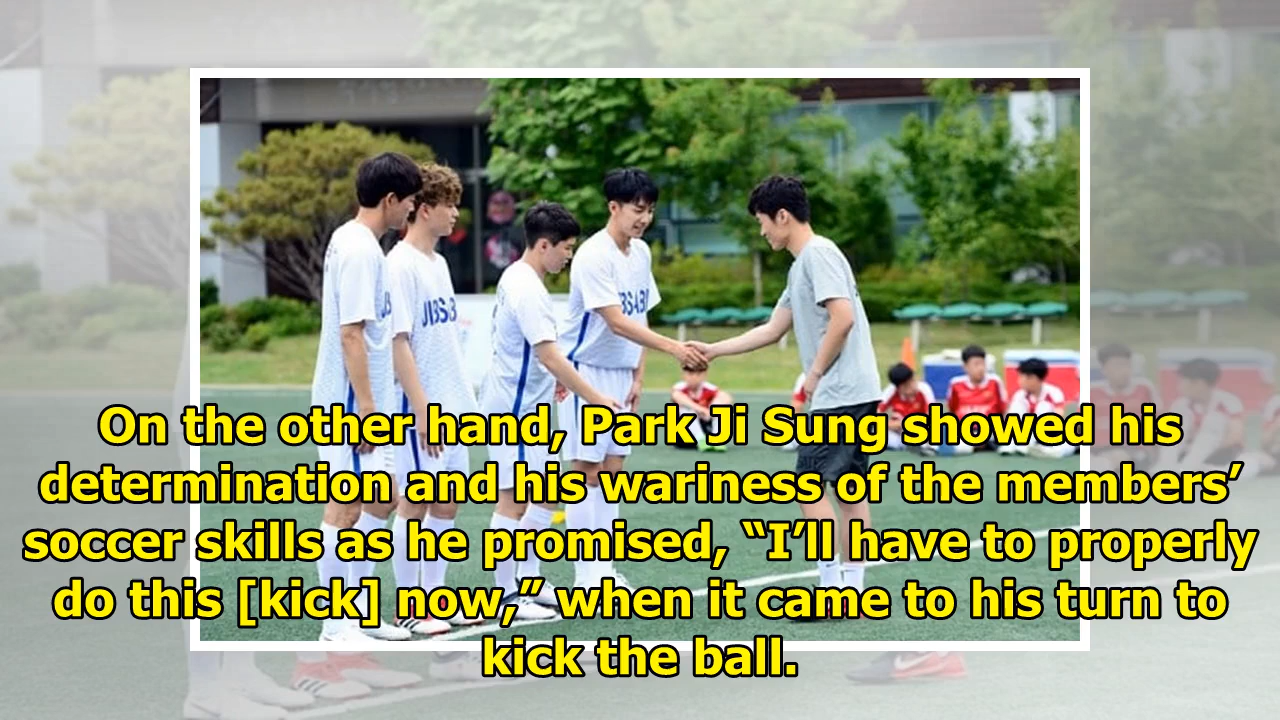 JIBSABU
On the other hand, Park Ji Sung showed his
determination and his wariness of the members’
soccer skills as he promised, “I’ll have to properly
do this [kick] now,” when it came to his turn to
kick the ball.